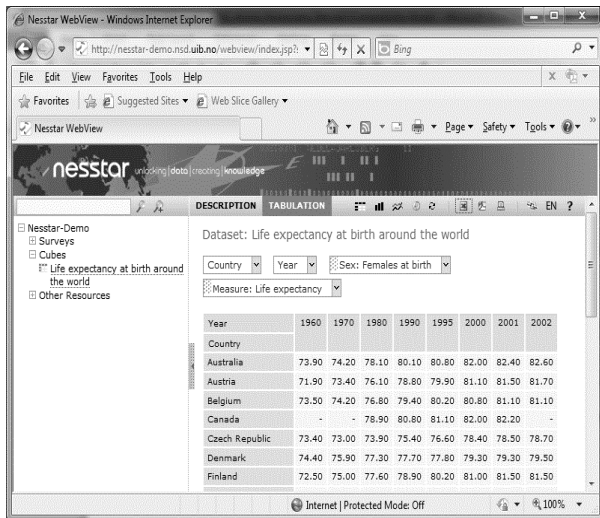 Nesstar WebView - Windows Internet Explorer
http://nesstar-demo.nsd.uib.no/webview/index.jsp?
Bing
File Edit View Favorites Tools Help
Favorites Suggested Sites Web Slice Gallery
Nesstar WebView
Page Safety Tools
nesstar unlocking|data|creating|knowledge
DESCRIPTION TABULATION EN ?
Nesstar-Demo
Surveys
Cubes
Life expectancy at birth around
the world
Other Resources
Dataset: Life expectancy at birth around the world
Country Year Sex: Females at birth
Measure: Life expectancy
Year 1960 1970 1980 1990 1995 2000 2001 2002
Country
Australia 73.90 74.20 78.10 80.10 80.80 82.00 82.40 82.60
Austria 71.90 73.40 76.10 78.80 79.90 81.10 81.50 81.70
Belgium 73.50 74.20 76.80 79.40 80.20 80.80 81.10 81.10
Canada - - 78.90 80.80 81.10 82.00 82.20 -
Czech Republic 73.40 73.00 73.90 75.40 76.60 78.40 78.50 78.70
Denmark 74.40 75.90 77.30 77.70 77.80 79.30 79.30 79.50
Finland 72.50 75.00 77.60 78.90 80.20 81.00 81.50 81.50
Internet | Protected Mode: Off 100%